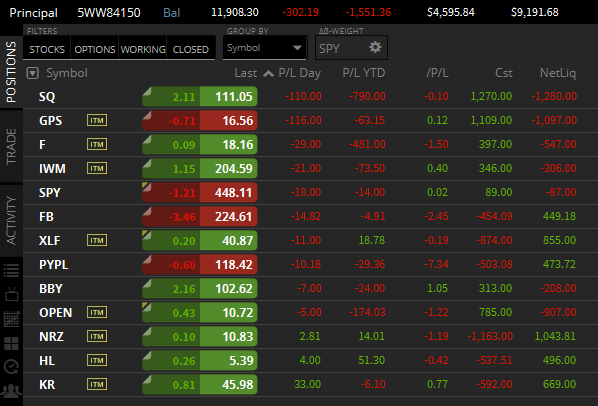 Principal 5WW84150 Bal 11,908.30 -302.19 -1,551.36 $4,595.84 $9,191.68
FILTERS GROUP BY Δβ-WEIGHT
STOCKS OPTIONS WORKING CLOSED Symbol SPY
POSITIONS
TRADE
ACTIVITY
Symbol Last P/L Day P/L YTD /P/L Cst NetLiq
SQ 2.11 111.05 -110.00 -790.00 -0.10 1,270.00 -1,280.00
GPS ITM -0.71 16.56 -116.00 -63.15 0.12 1,109.00 -1,097.00
F ITM 0.09 18.16 -29.00 -481.00 -1.50 397.00 -547.00
IWM ITM 1.15 204.59 -21.00 -73.50 0.40 346.00 -306.00
SPY -1.21 448.11 -18.00 -14.00 0.02 89.00 -87.00
FB -3.46 224.61 -14.82 -4.91 -2.45 -454.09 449.18
XLF ITM 0.20 40.87 -11.00 18.78 -0.19 -874.00 855.00
PYPL -0.60 118.42 -10.18 -29.36 -7.34 -503.08 473.72
BBY 2.16 102.62 -7.00 -24.00 1.05 313.00 -208.00
OPEN ITM 0.43 10.72 -5.00 -174.03 -1.22 785.00 -907.00
NRZ ITM 0.10 10.83 2.81 14.01 -1.19 -1,163.00 1,043.81
HL ITM 0.26 5.39 4.00 51.30 -0.42 -537.51 496.00
KR ITM 0.81 45.98 33.00 -6.10 0.77 -592.00 669.00